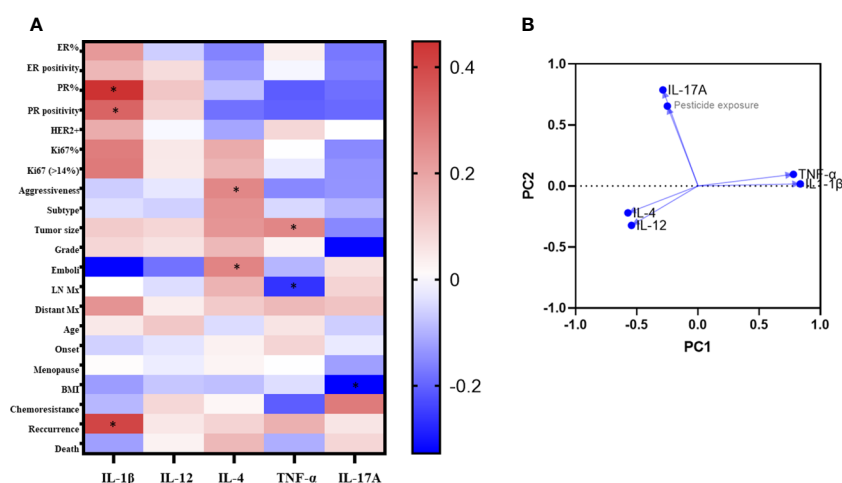 A
ER%
ER positivity
PR%
PR positivity
HER2+
Ki67%
Ki67 (>14%)
Aggressiveness
Subtype
Tumor size
Grade
Emboli
LN Mx
Distant Mx
Age
Onset
Menopause
BMI
Chemoresistance
Reccurrence
Death
*
*
*
*
*
*
*
*
IL-1β IL-12 IL-4 TNF-α IL-17A
0.4
0.2
0
-0.2
B
1.0
0.5
0.0
-0.5
-1.0
PC2
IL-17A
Pesticide exposure
TNF-α
IL-1β
IL-4
IL-12
-1.0 -0.5 0.0 0.5 1.0
PC1